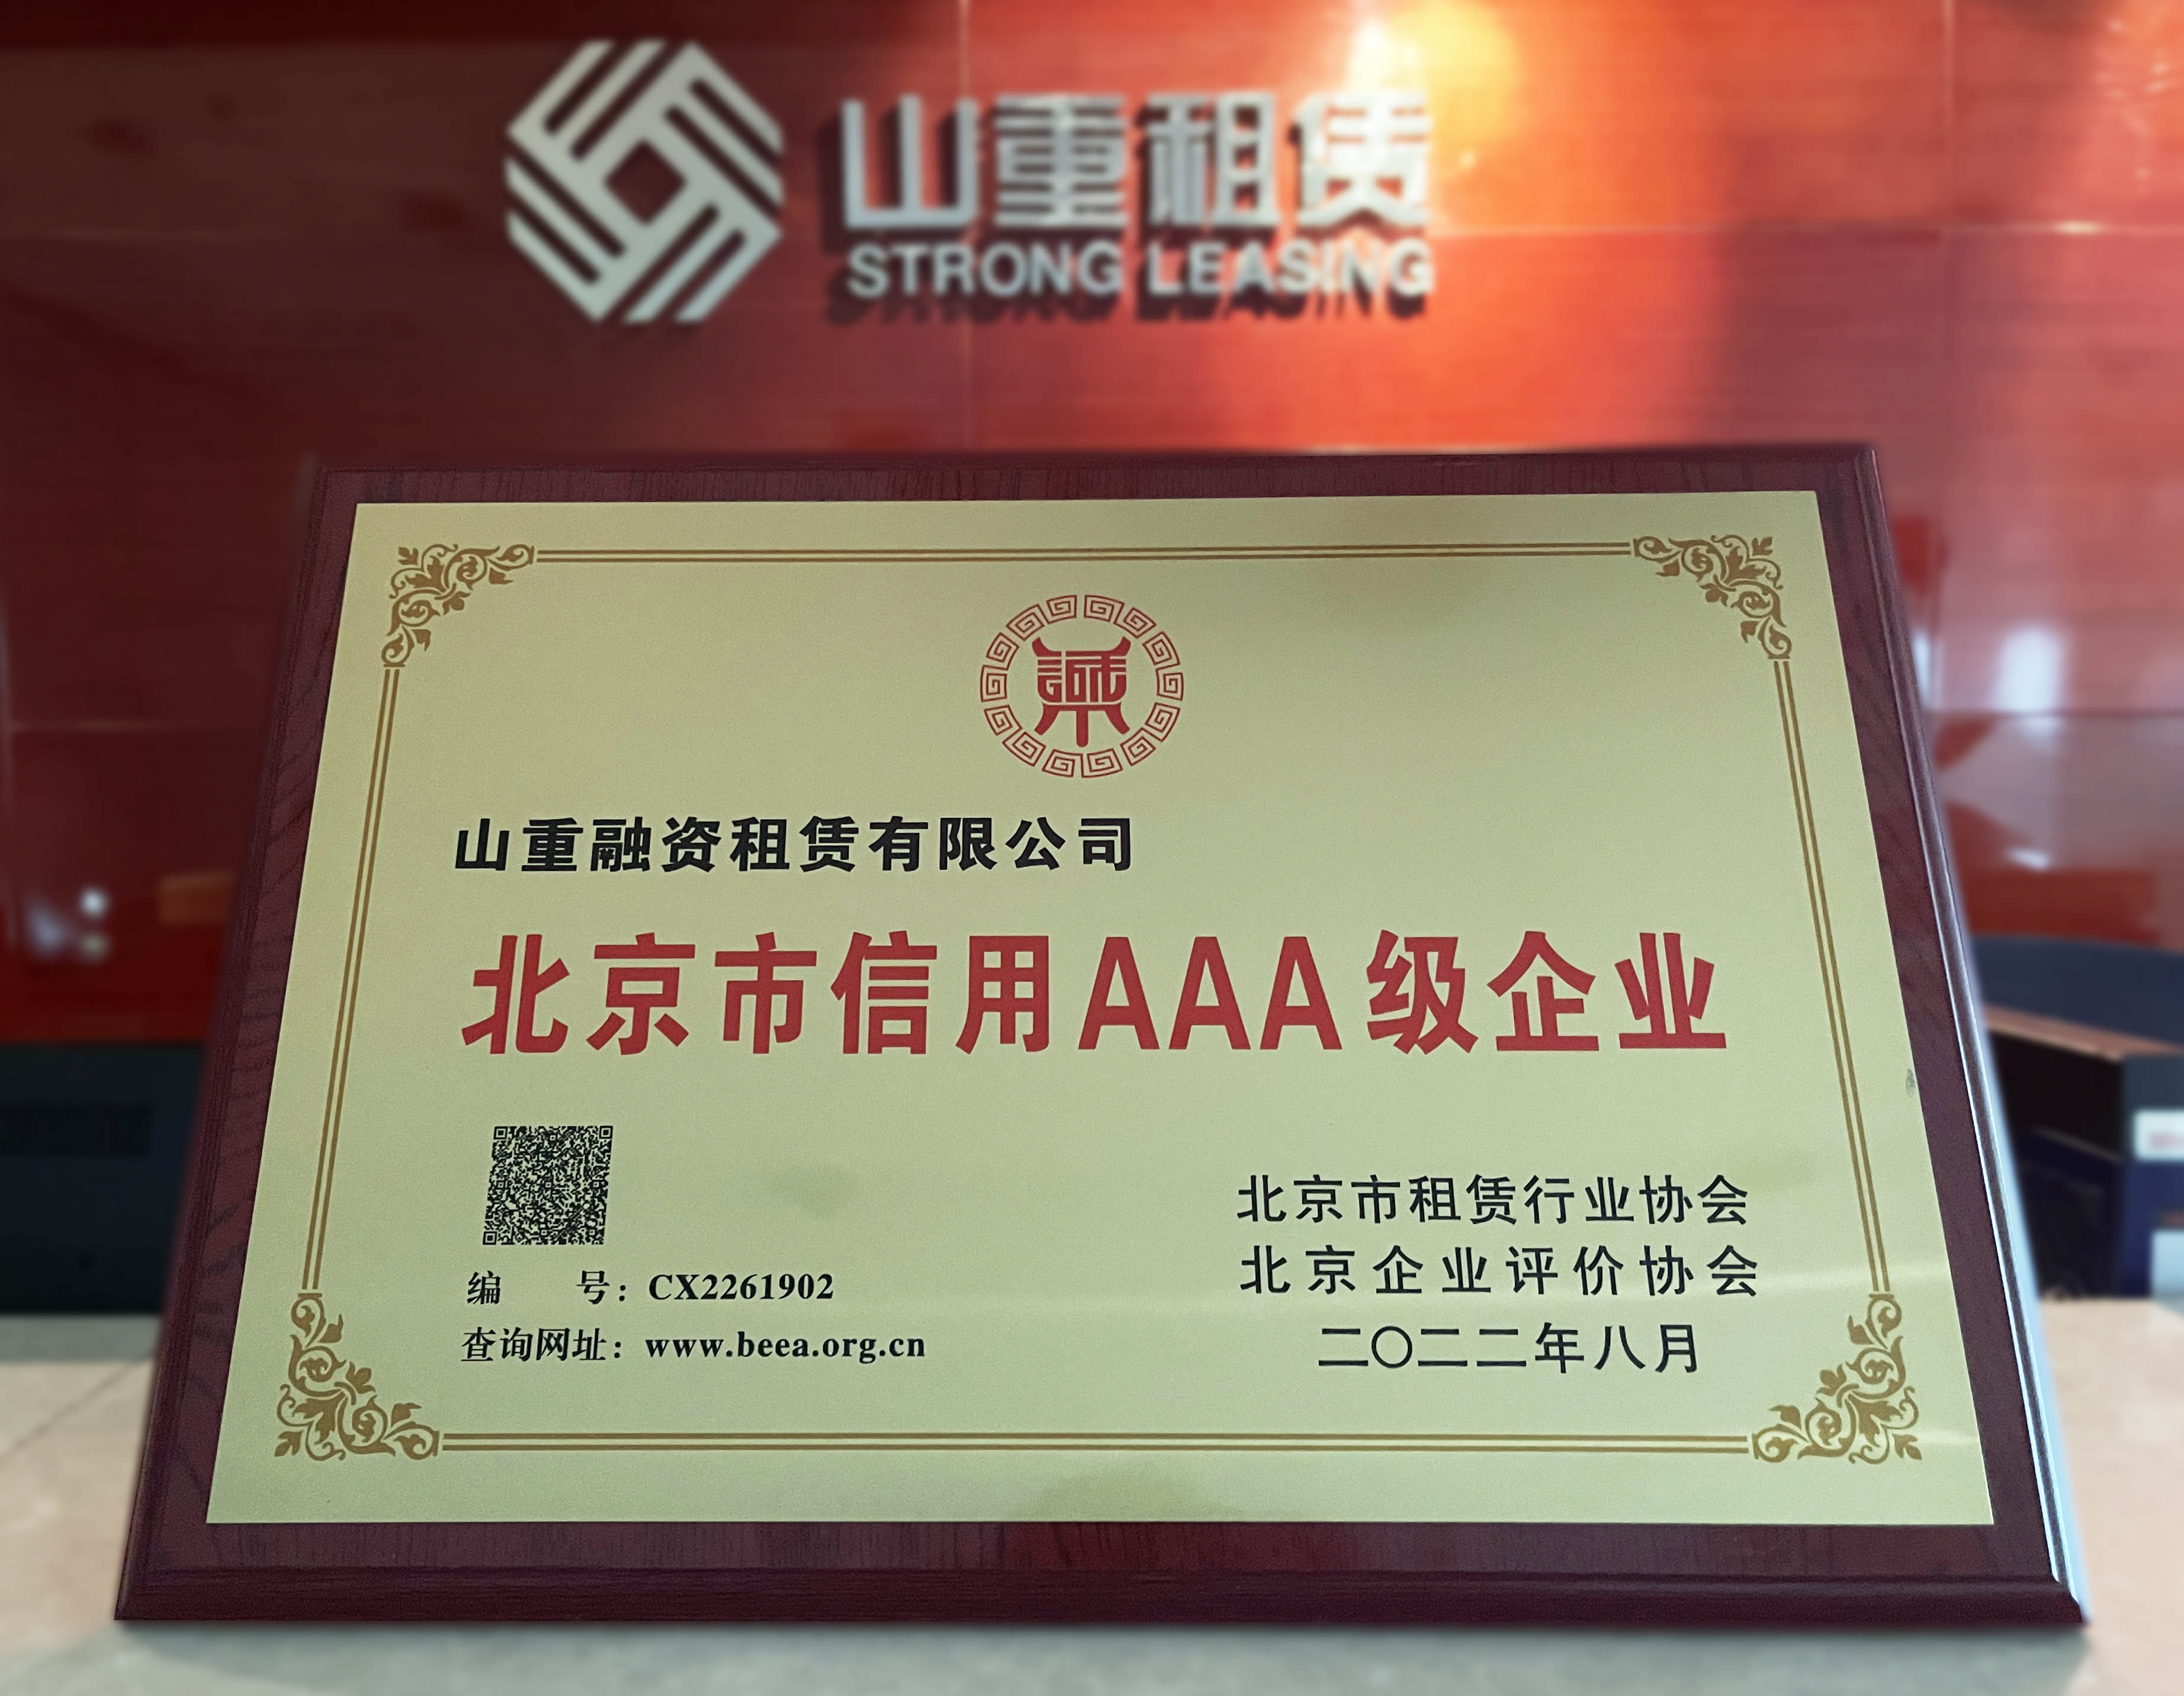 山重租赁
STRONG LEASING
誠
山重融资租赁有限公司
北京市信用AAA级企业
编 号：CX2261902
查询网址：www.beea.org.cn
北京市租赁行业协会
北京企业评价协会
二〇二二年八月